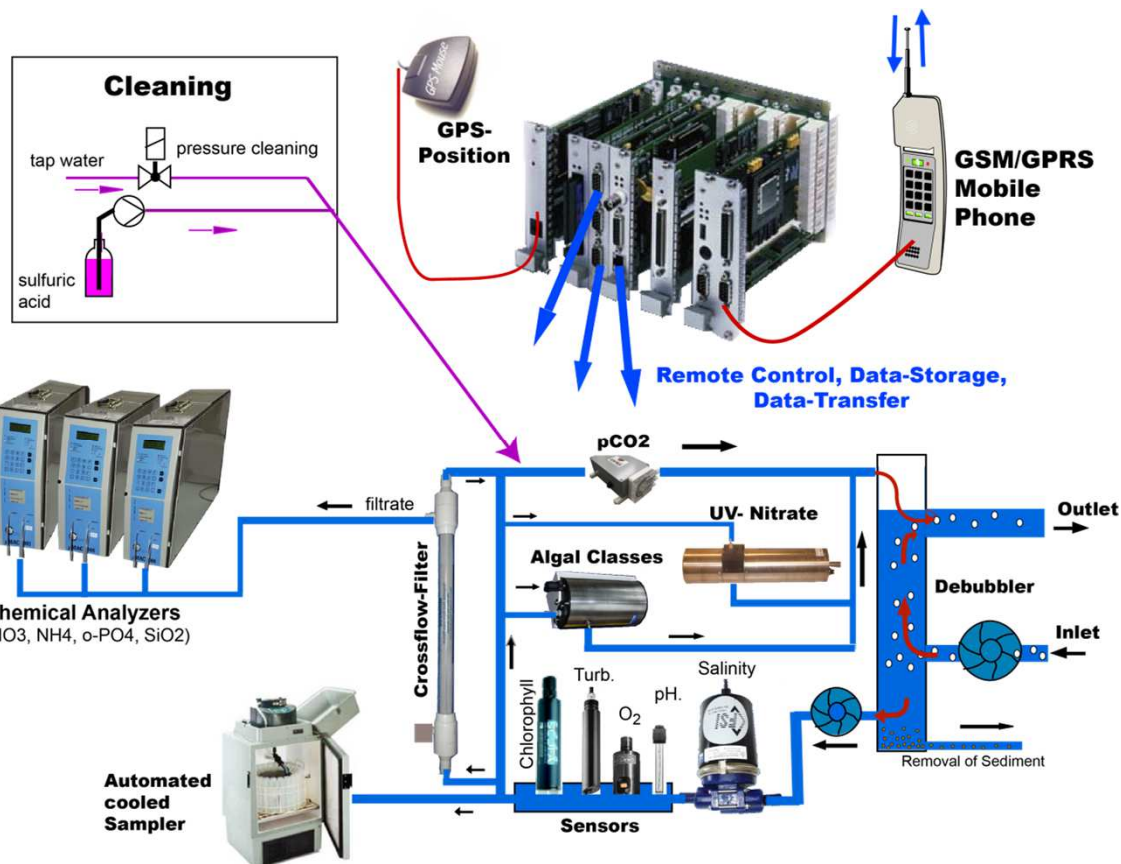 Cleaning
tap water
pressure cleaning
sulfuric
acid
GPS Mouse
GPS-
Position
GSM/GPRS
Mobile
Phone
Remote Control, Data-Storage,
Data-Transfer
pCO2
filtrate
UV- Nitrate
Algal Classes
Outlet
Debubbler
Inlet
Crossflow-Filter
hemical Analyzers
NH4, o-PO4, SiO2)
Chlorophyll
Turb.
O2
pH.
Salinity
Removal of Sediment
Automated
cooled
Sampler
Sensors